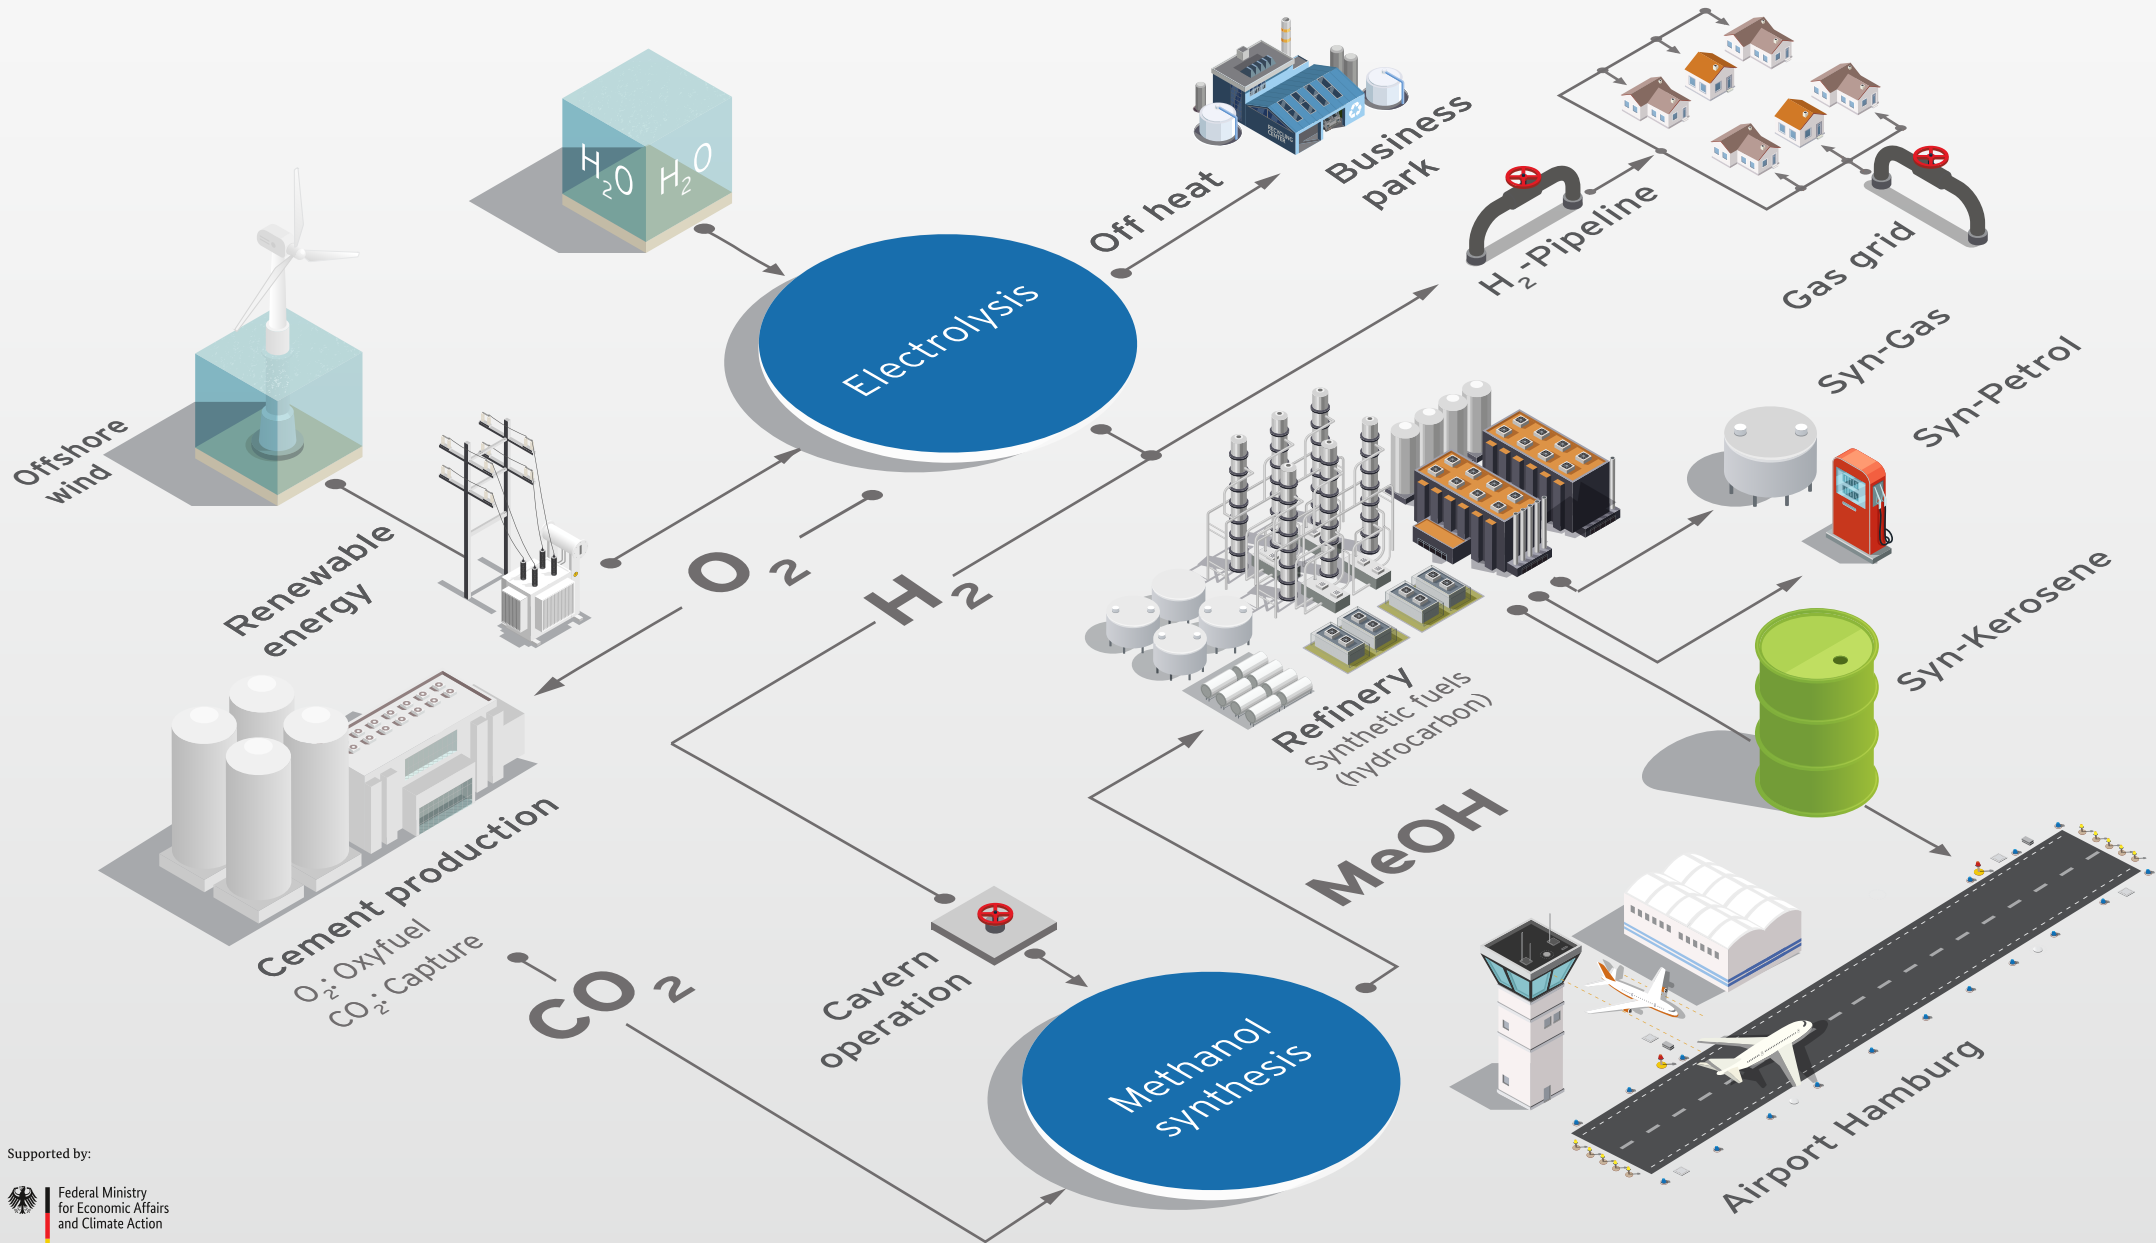 H₂O H₂O
RECYCLING
CENTER
Business
park
Off heat
Electrolysis
H₂-Pipeline
Gas grid
Syn-Gas
Syn-Petrol
Offshore
wind
Renewable
energy
O₂
H₂
Syn-Kerosene
Refinery
Synthetic fuels
(hydrocarbon)
MeOH
Cement production
O₂: Oxyfuel
CO₂: Capture
CO₂
Cavern
operation
Methanol
synthesis
Airport Hamburg
Supported by:
Federal Ministry
for Economic Affairs
and Climate Action